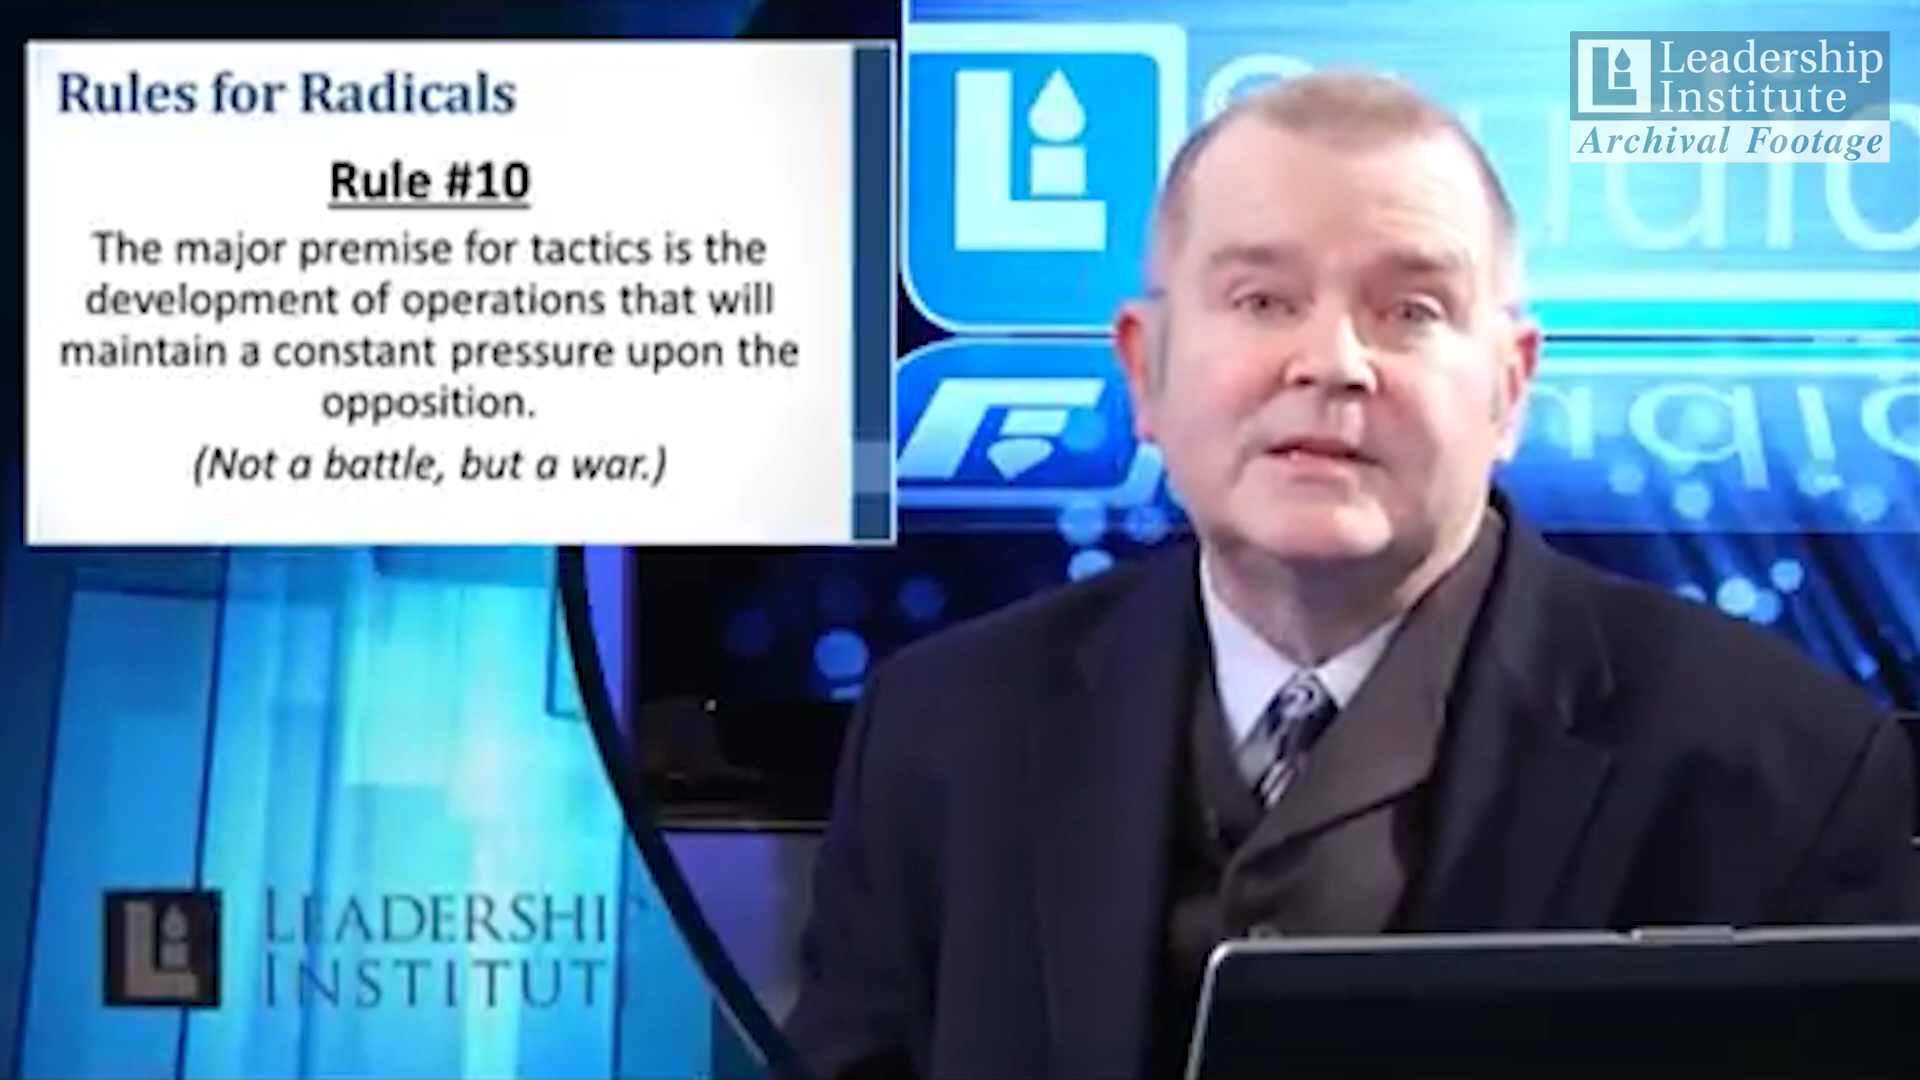 Rules for Radicals
Rule #10
The major premise for tactics is the
development of operations that will
maintain a constant pressure upon the
opposition.
(Not a battle, but a war.)
Leadership
Institute
Archival Footage
LEADERSHIP
INSTITUT